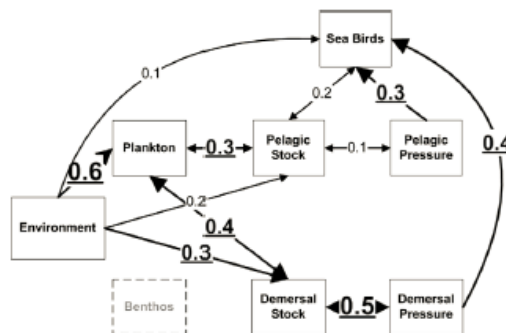 Sea Birds
0.1
0.2
0.3
0.4
Plankton
0.3
Pelagic
Stock
0.1
Pelagic
Pressure
0.6
0.2
Environment
0.4
0.3
Benthos
Demersal
Stock
0.5
Demersal
Pressure